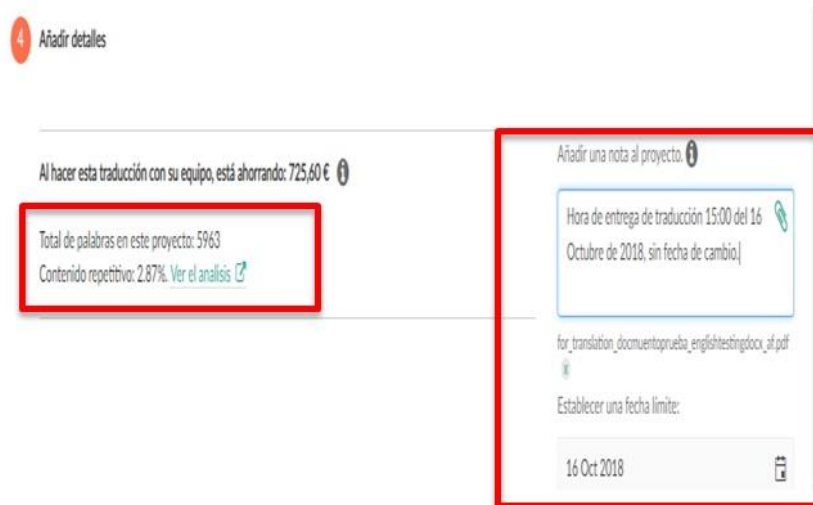 4 Añadir detalles
Al hacer esta traducción con su equipo, está ahorrando: 725,60 €
Total de palabras en este proyecto: 5963
Contenido repetitivo: 2.87%. Ver el analisis
Añadir una nota al proyecto.
Hora de entrega de traducción 15:00 del 16
Octubre de 2018, sin fecha de cambio.
for_translation_docmuentoprueba_englishtestingdocx_af.pdf
x
Establecer una fecha limite:
16 Oct 2018